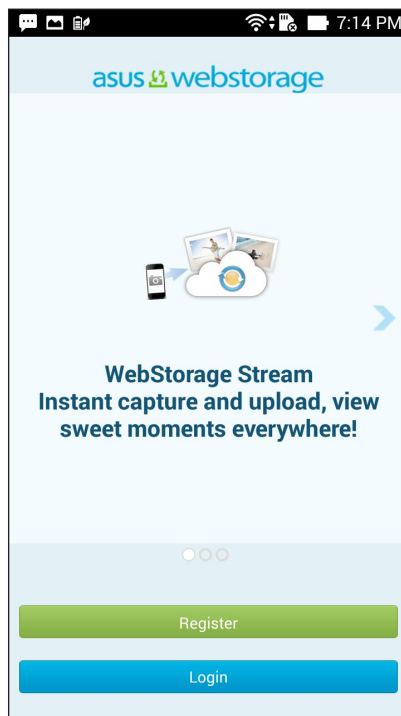 7:14 PM
asus webstorage
WebStorage Stream
Instant capture and upload, view
sweet moments everywhere!
Register
Login